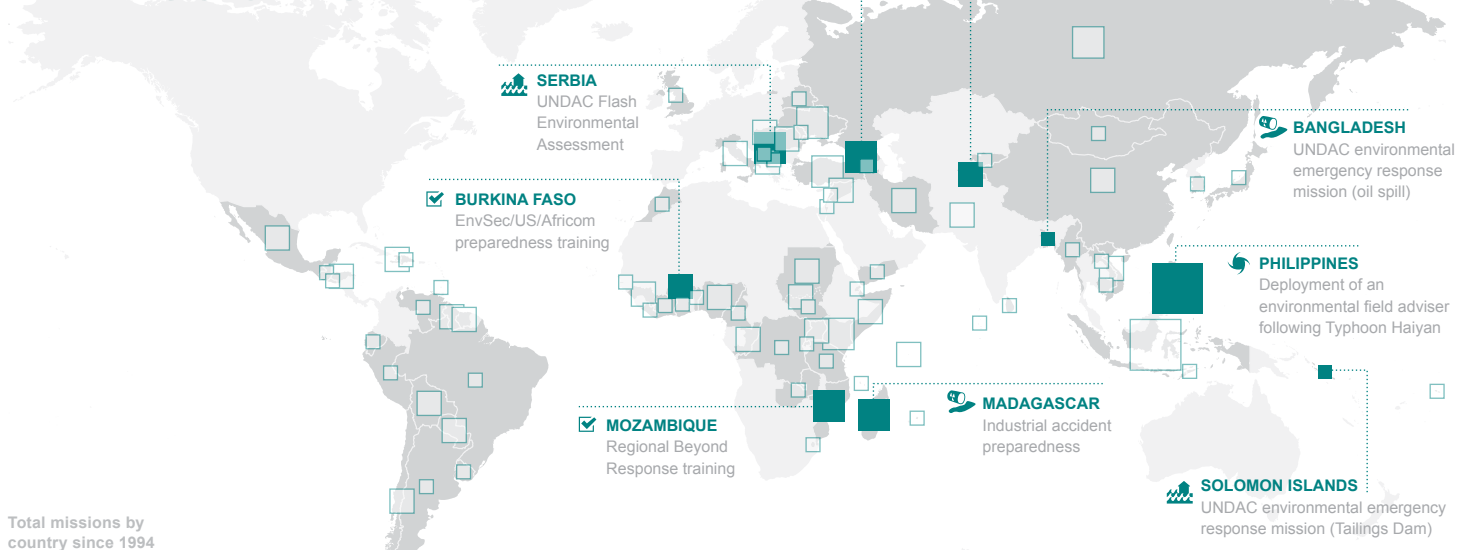 SERBIA
UNDAC Flash
Environmental
Assessment
BURKINA FASO
EnvSec/US/Africom
preparedness training
BANGLADESH
UNDAC environmental
emergency response
mission (oil spill)
PHILIPPINES
Deployment of an
environmental field adviser
following Typhoon Haiyan
MOZAMBIQUE
Regional Beyond
Response training
MADAGASCAR
Industrial accident
preparedness
SOLOMON ISLANDS
UNDAC environmental emergency
response mission (Tailings Dam)
Total missions by
country since 1994